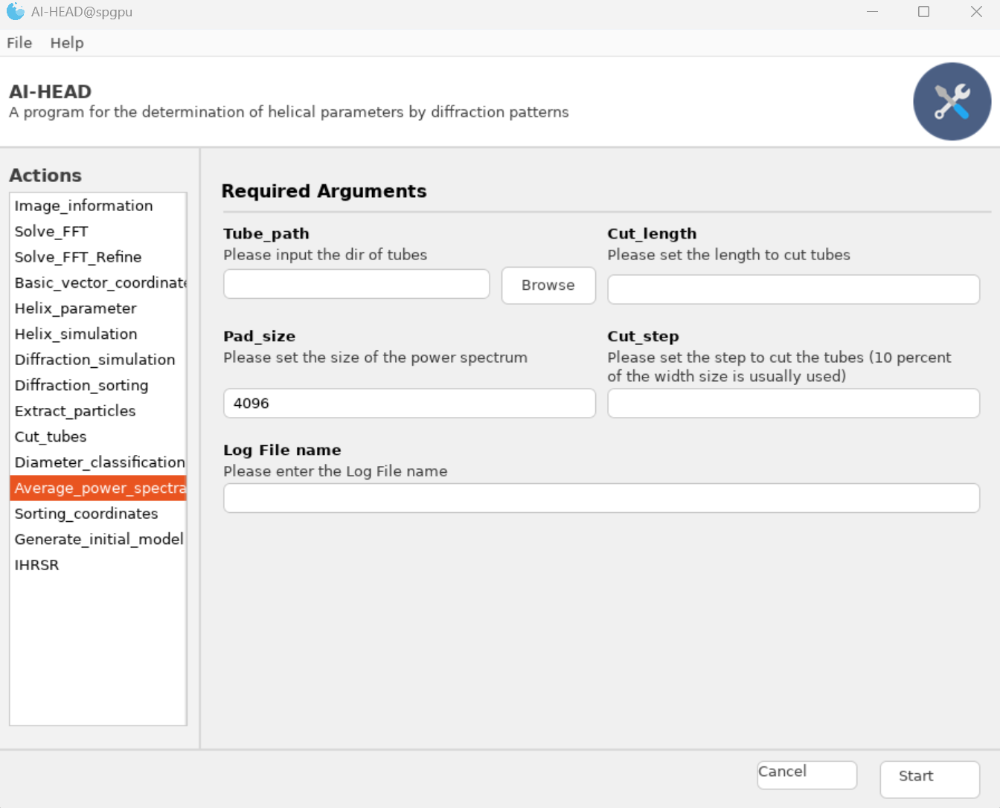 AI-HEAD@spgpu
File Help
AI-HEAD
A program for the determination of helical parameters by diffraction patterns
Actions
Image_information
Solve_FFT
Solve_FFT_Refine
Basic_vector_coordinate
Helix_parameter
Helix_simulation
Diffraction_simulation
Diffraction_sorting
Extract_particles
Cut_tubes
Diameter_classification
Average_power_spectra
Sorting_coordinates
Generate_initial_model
IHRSR
Required Arguments
Tube_path
Please input the dir of tubes
Browse
Cut_length
Please set the length to cut tubes
Pad_size
Please set the size of the power spectrum
4096
Cut_step
Please set the step to cut the tubes (10 percent
of the width size is usually used)
Log File name
Please enter the Log File name
Cancel
Start